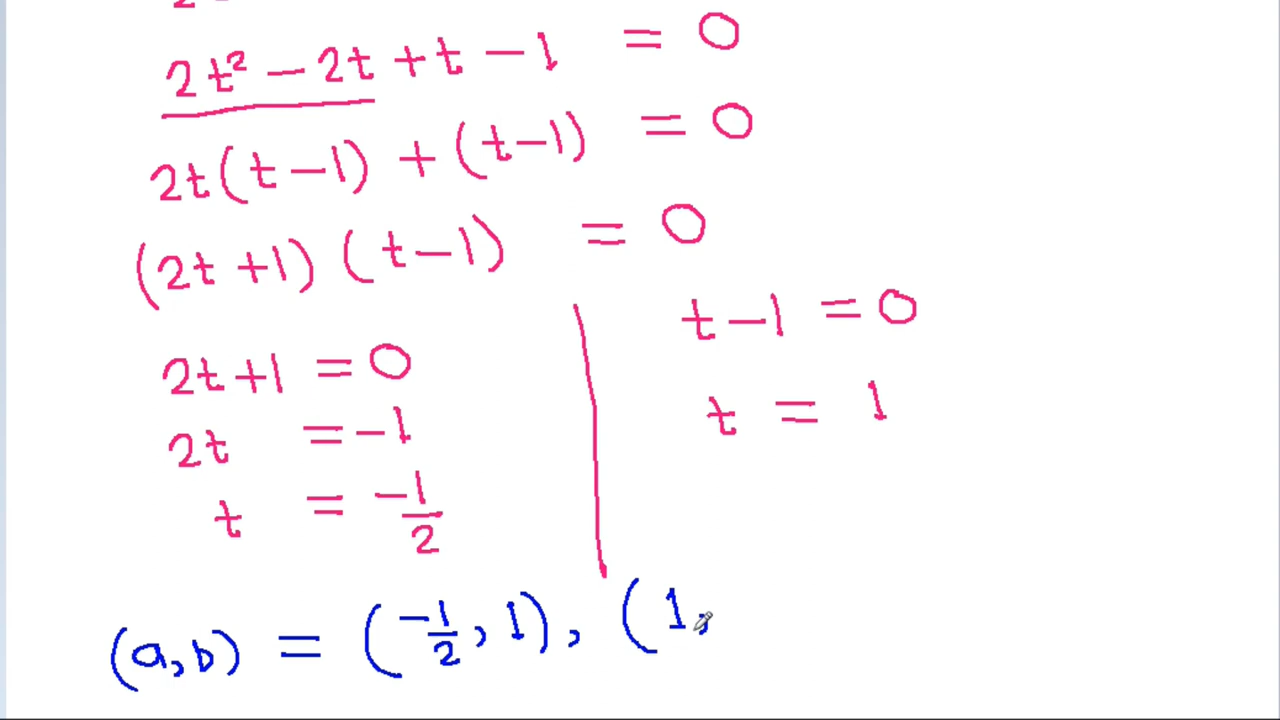 2t² - 2t + t - 1 = 0
2t(t-1) + (t-1) = 0
(2t+1) (t-1) = 0
2t+1 = 0
2t = -1
t = -1/2
t-1 = 0
t = 1
(a,b) = (-1/2, 1), (1,